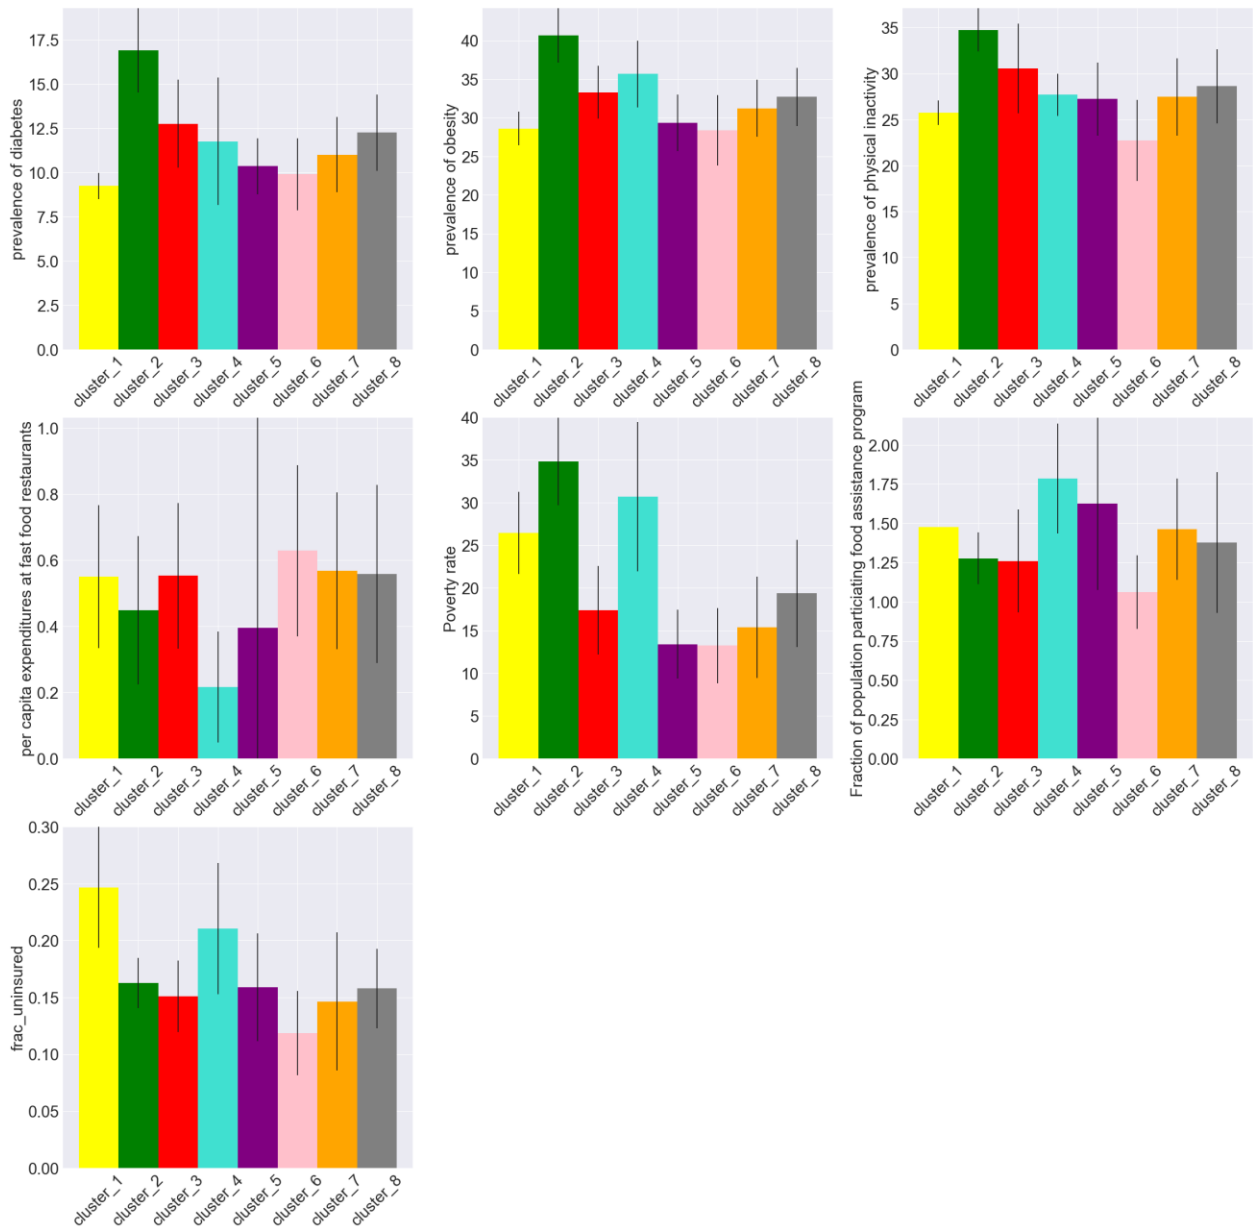 prevalence of diabetes
17.5
15.0
12.5
10.0
7.5
5.0
2.5
0.0
cluster_1
cluster_2
cluster_3
cluster_4
cluster_5
cluster_6
cluster_7
cluster_8
prevalence of obesity
40
35
30
25
20
15
10
5
0
cluster_1
cluster_2
cluster_3
cluster_4
cluster_5
cluster_6
cluster_7
cluster_8
prevalence of physical inactivity
35
30
25
20
15
10
5
0
cluster_1
cluster_2
cluster_3
cluster_4
cluster_5
cluster_6
cluster_7
cluster_8
per capita expenditures at fast food restaurants
1.0
0.8
0.6
0.4
0.2
0.0
cluster_1
cluster_2
cluster_3
cluster_4
cluster_5
cluster_6
cluster_7
cluster_8
Poverty rate
40
35
30
25
20
15
10
5
0
cluster_1
cluster_2
cluster_3
cluster_4
cluster_5
cluster_6
cluster_7
cluster_8
Fraction of population particiating food assistance program
2.00
1.75
1.50
1.25
1.00
0.75
0.50
0.25
0.00
cluster_1
cluster_2
cluster_3
cluster_4
cluster_5
cluster_6
cluster_7
cluster_8
frac_uninsured
0.30
0.25
0.20
0.15
0.10
0.05
0.00
cluster_1
cluster_2
cluster_3
cluster_4
cluster_5
cluster_6
cluster_7
cluster_8